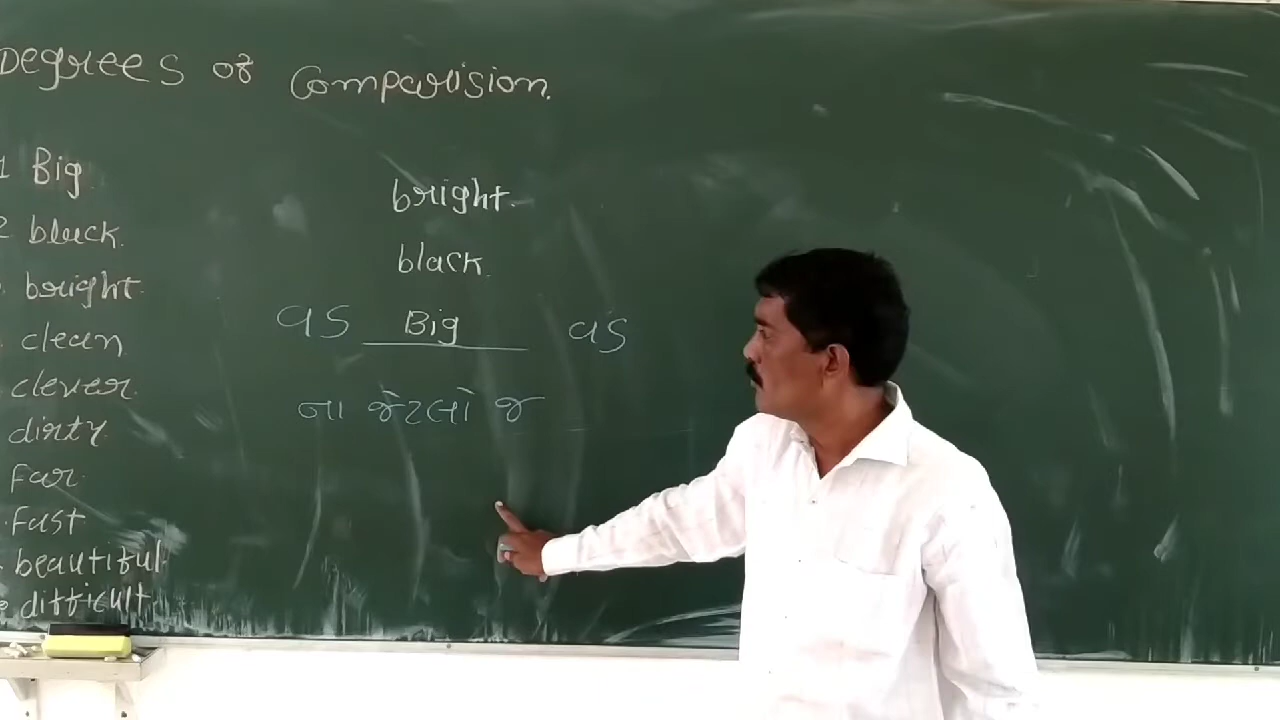 Degrees of Comparision.
1 Big
2 black.
bright.
clean
clever.
dirty.
Far.
Fast
beautiful.
difficult.
bright.
black.
as Big as
ના જેટલો જ